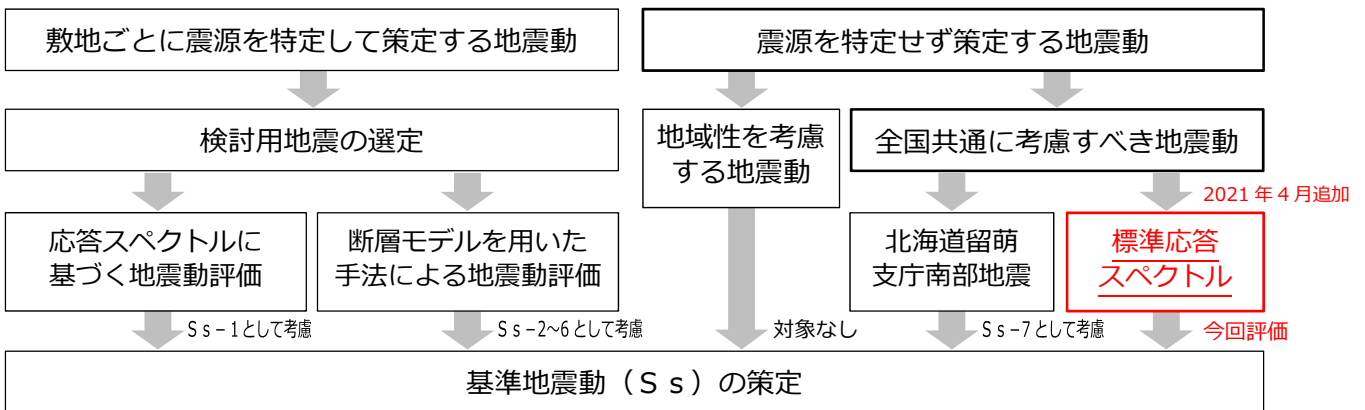 敷地ごとに震源を特定して策定する地震動
震源を特定せず策定する地震動
検討用地震の選定
地域性を考慮
する地震動
全国共通に考慮すべき地震動
2021年4月追加
応答スペクトルに
基づく地震動評価
断層モデルを用いた
手法による地震動評価
北海道留萌
支庁南部地震
標準応答
スペクトル
Ss-1として考慮
Ss-2~6として考慮
対象なし
Ss-7として考慮
今回評価
基準地震動(Ss)の策定